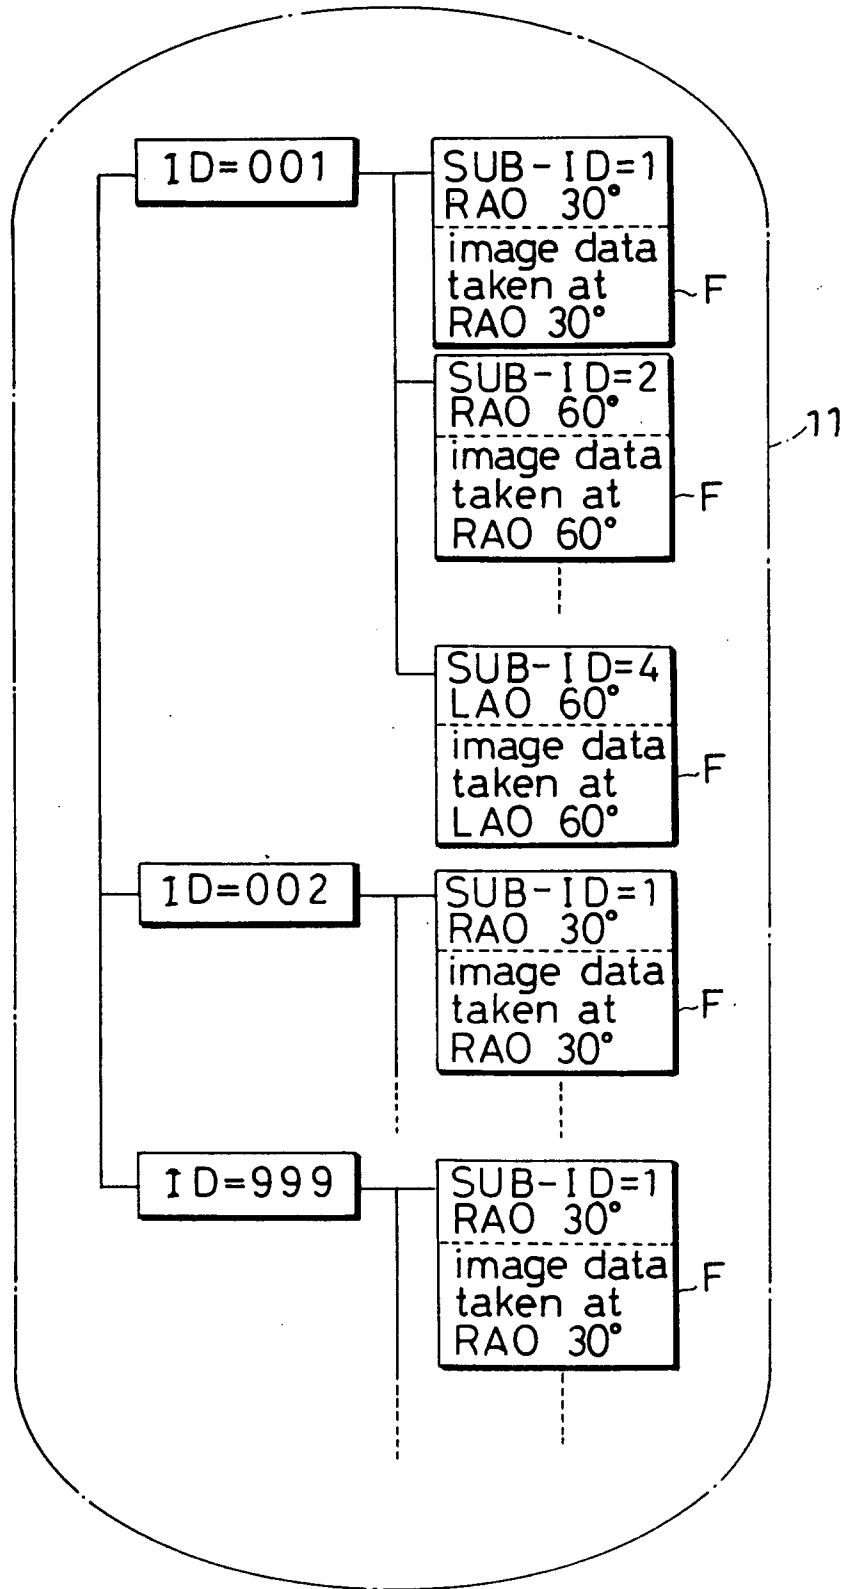 ID=001
SUB-ID=1
RAO 30°
image data
taken at
RAO 30°
F
SUB-ID=2
RAO 60°
image data
taken at
RAO 60°
F
11
SUB-ID=4
LAO 60°
image data
taken at
LAO 60°
F
ID=002
SUB-ID=1
RAO 30°
image data
taken at
RAO 30°
F
ID=999
SUB-ID=1
RAO 30°
image data
taken at
RAO 30°
F